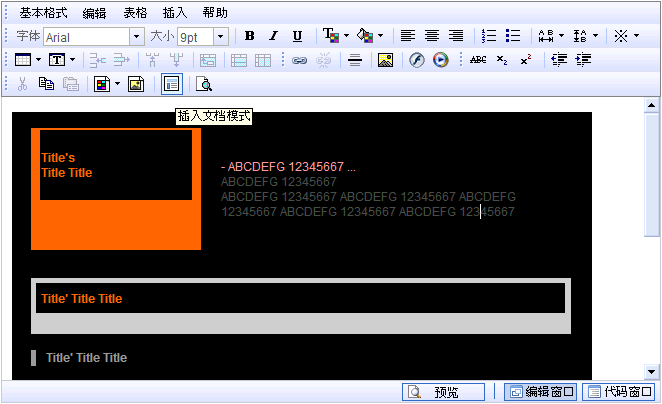 基本格式 编辑 表格 插入 帮助
字体 Arial 大小 9pt B I U
T
ABC x₂ x²
插入文档模式
Title's
Title Title
- ABCDEFG 12345667 ...
ABCDEFG 12345667
ABCDEFG 12345667 ABCDEFG 12345667 ABCDEFG
12345667 ABCDEFG 12345667 ABCDEFG 12345667
Title' Title Title
Title' Title Title
预览 编辑窗口 代码窗口